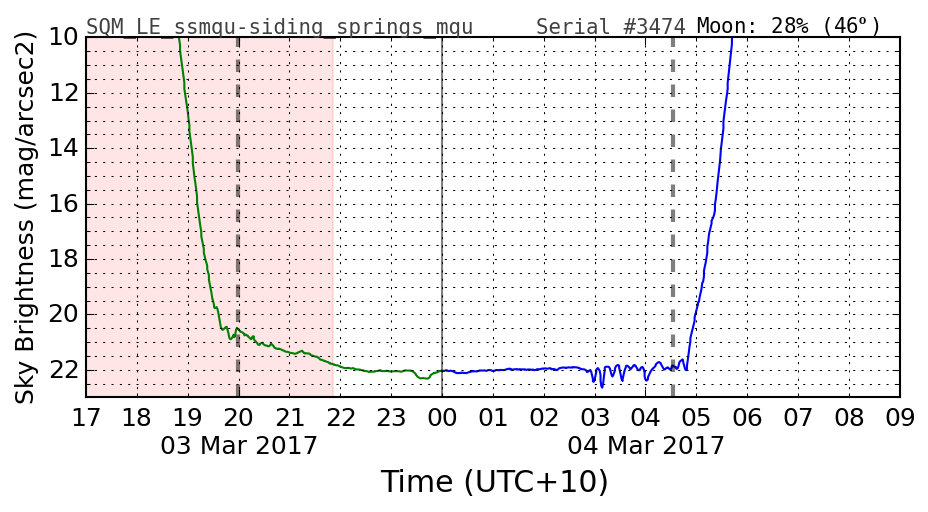 SQM_LE_ssmqu-siding_springs_mqu Serial #3474 Moon: 28% (46°)
Sky Brightness (mag/arcsec2)
10
12
14
16
18
20
22
17 18 19 20 21 22 23 00 01 02 03 04 05 06 07 08 09
03 Mar 2017 04 Mar 2017
Time (UTC+10)